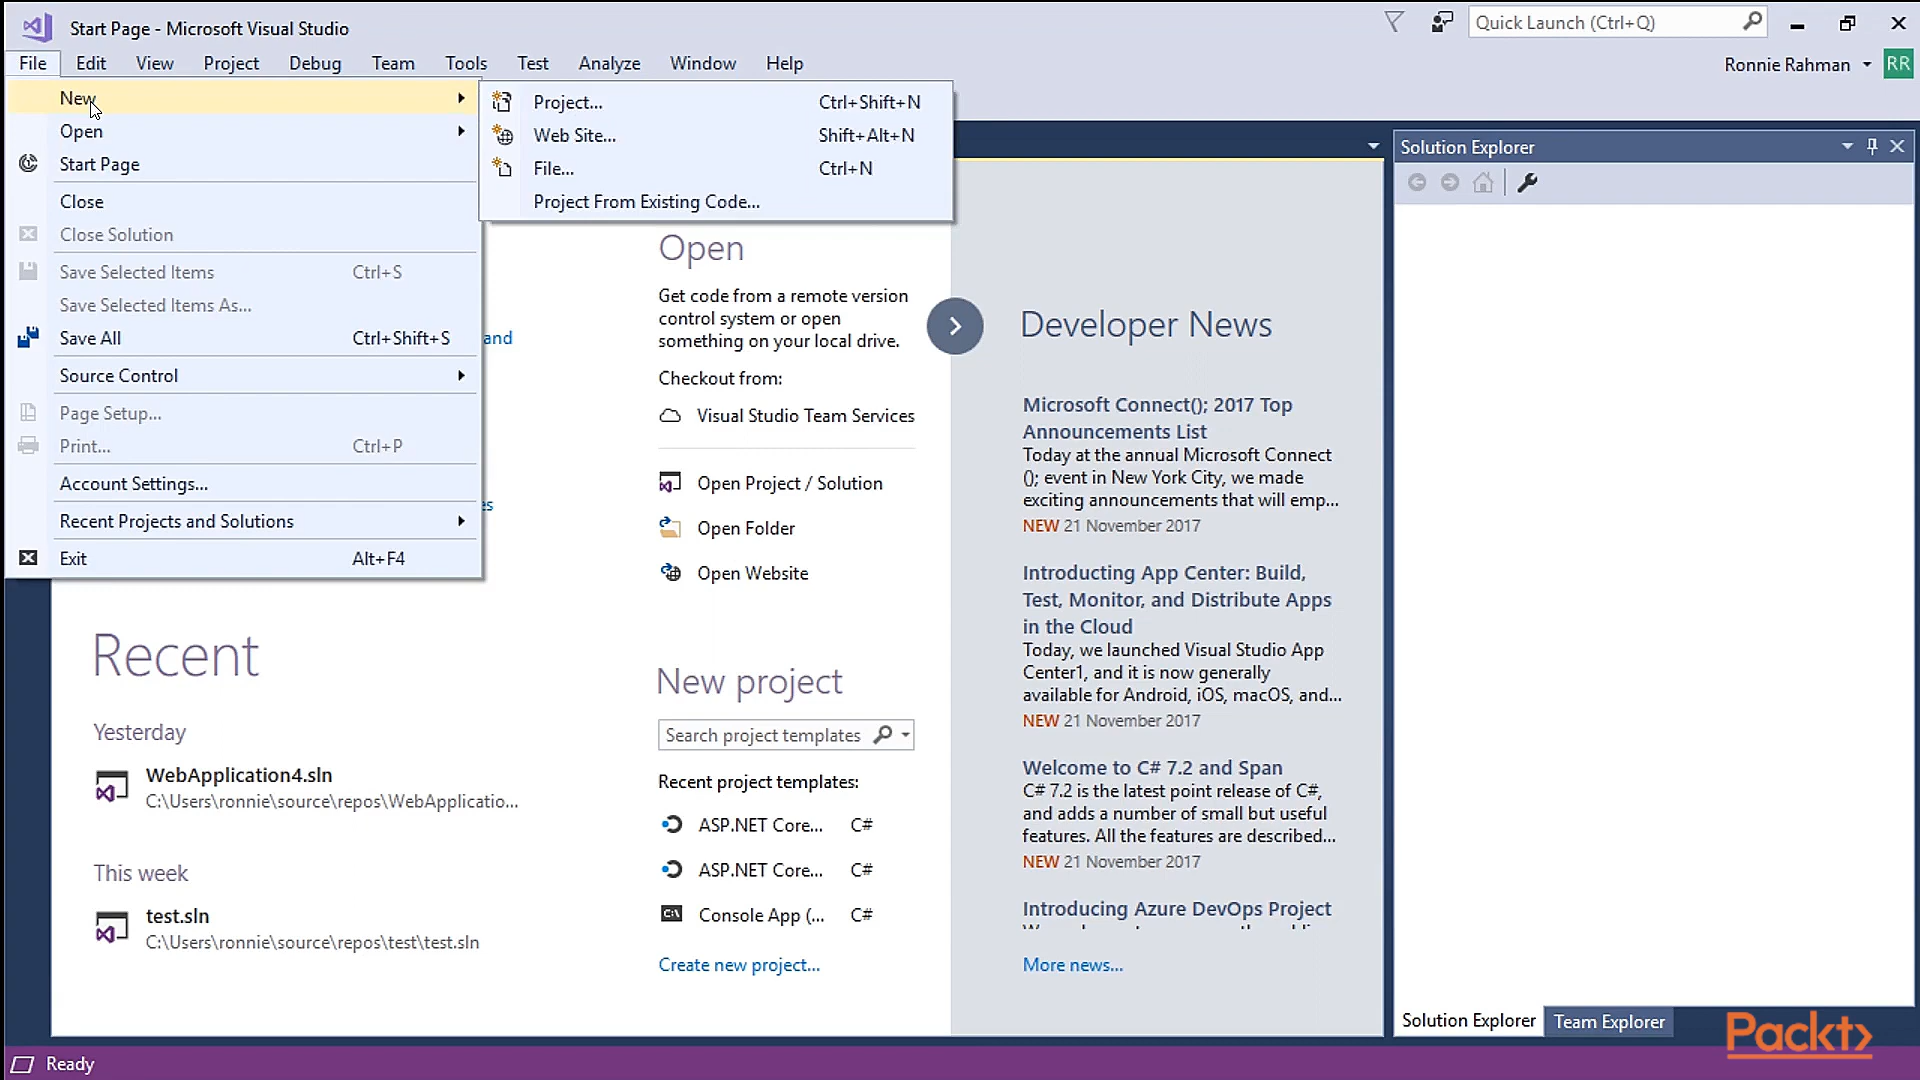 Start Page - Microsoft Visual Studio
Quick Launch (Ctrl+Q)
File Edit View Project Debug Team Tools Test Analyze Window Help
Ronnie Rahman RR
New
Open
Start Page
Close
Close Solution
Save Selected Items Ctrl+S
Save Selected Items As...
Save All Ctrl+Shift+S
Source Control
Page Setup...
Print... Ctrl+P
Account Settings...
Recent Projects and Solutions
Exit Alt+F4
Project... Ctrl+Shift+N
Web Site... Shift+Alt+N
File... Ctrl+N
Project From Existing Code...
and
es
Recent
Yesterday
WebApplication4.sln
C:\Users\ronnie\source\repos\WebApplicatio...
This week
test.sln
C:\Users\ronnie\source\repos\test\test.sln
Open
Get code from a remote version
control system or open
something on your local drive.
Checkout from:
Visual Studio Team Services
Open Project / Solution
Open Folder
Open Website
New project
Search project templates
Recent project templates:
ASP.NET Core... C#
ASP.NET Core... C#
Console App (... C#
Create new project...
Developer News
Microsoft Connect(); 2017 Top
Announcements List
Today at the annual Microsoft Connect
(); event in New York City, we made
exciting announcements that will emp...
NEW 21 November 2017
Introducing App Center: Build,
Test, Monitor, and Distribute Apps
in the Cloud
Today, we launched Visual Studio App
Center1, and it is now generally
available for Android, iOS, macOS, and...
NEW 21 November 2017
Welcome to C# 7.2 and Span
C# 7.2 is the latest point release of C#,
and adds a number of small but useful
features. All the features are described...
NEW 21 November 2017
Introducing Azure DevOps Project
More news...
Solution Explorer
Solution Explorer Team Explorer
Packt>
Ready